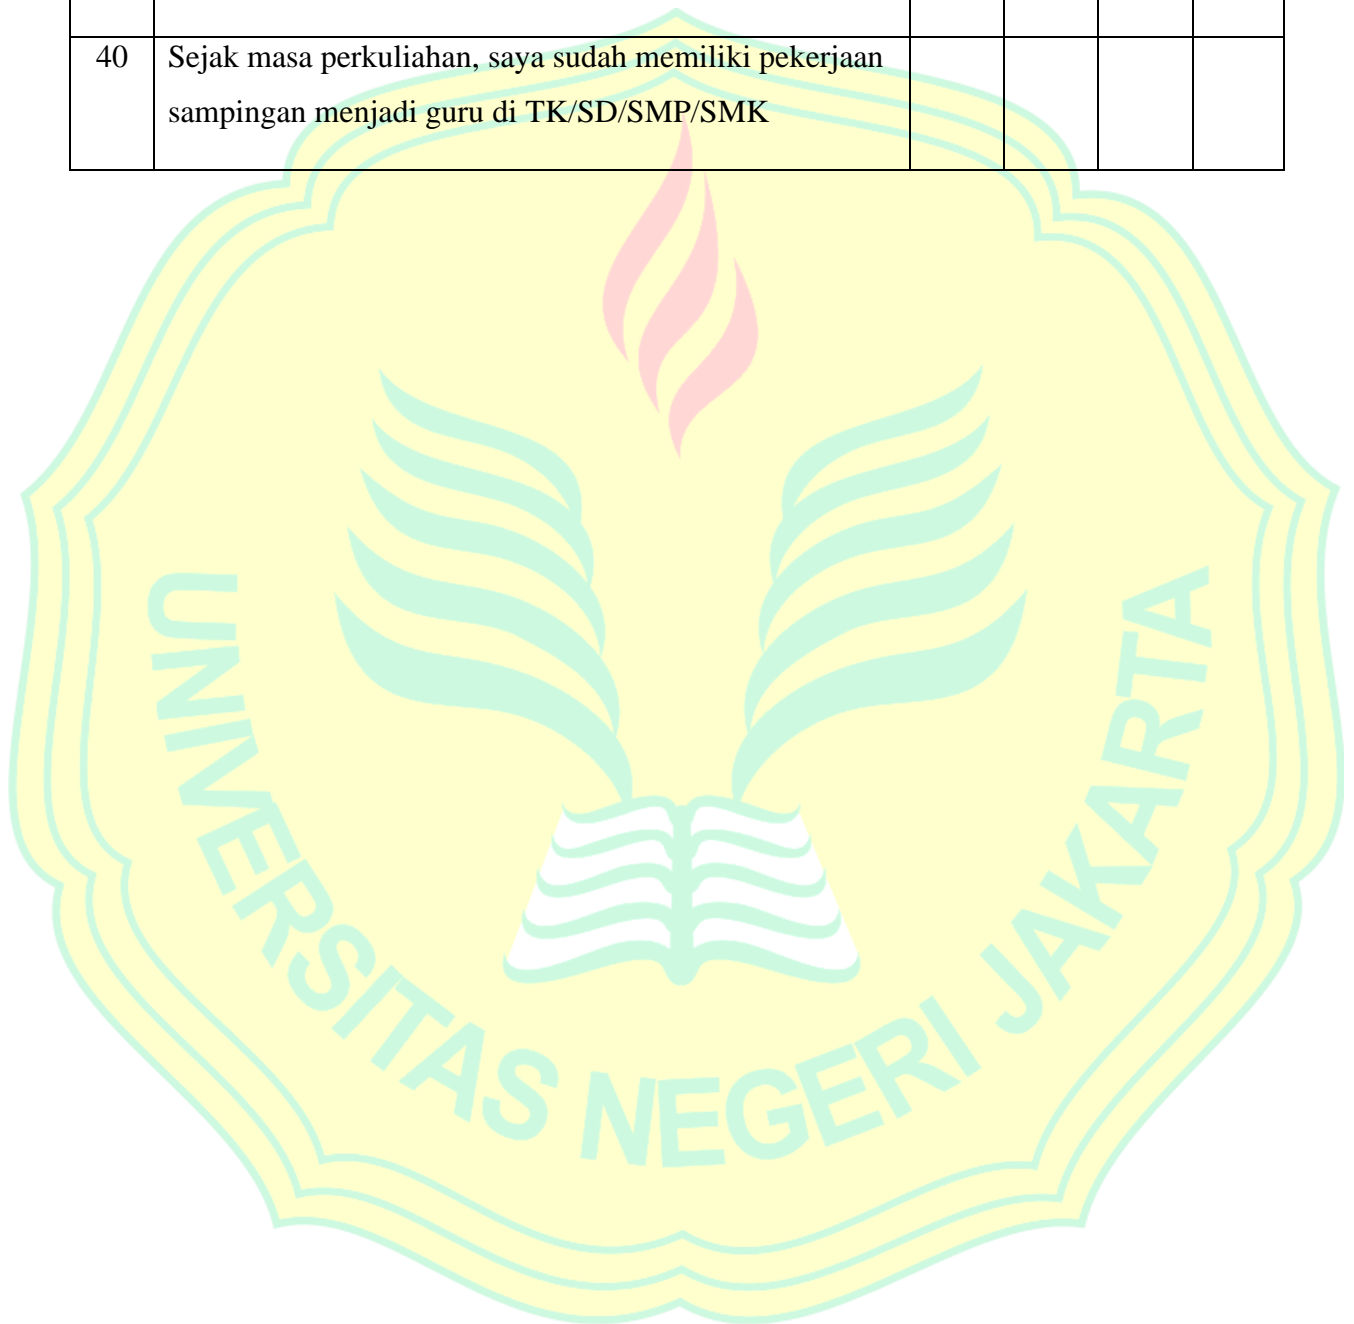 40 Sejak masa perkuliahan, saya sudah memiliki pekerjaan
sampingan menjadi guru di TK/SD/SMP/SMK
UNIVERSITAS NEGERI JAKARTA